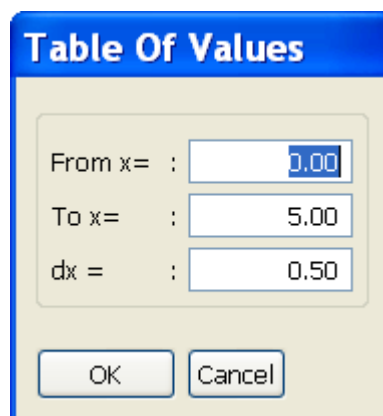 Table Of Values
From x= : 0.00
To x= : 5.00
dx = : 0.50
OK Cancel